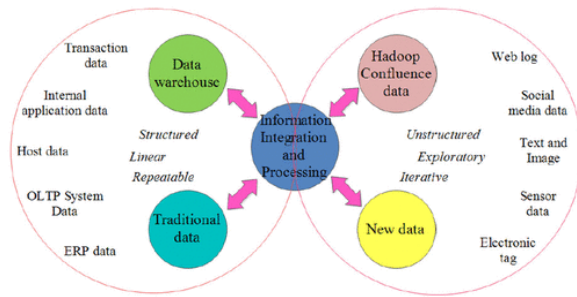 Transaction
data
Internal
application data
Host data
OLTP System
Data
ERP data
Data
warehouse
Structured
Linear
Repeatable
Traditional
data
Information
Integration
and
Processing
Hadoop
Confluence
data
Unstructured
Exploratory
Iterative
New data
Web log
Social
media data
Text and
Image
Sensor
data
Electronic
tag